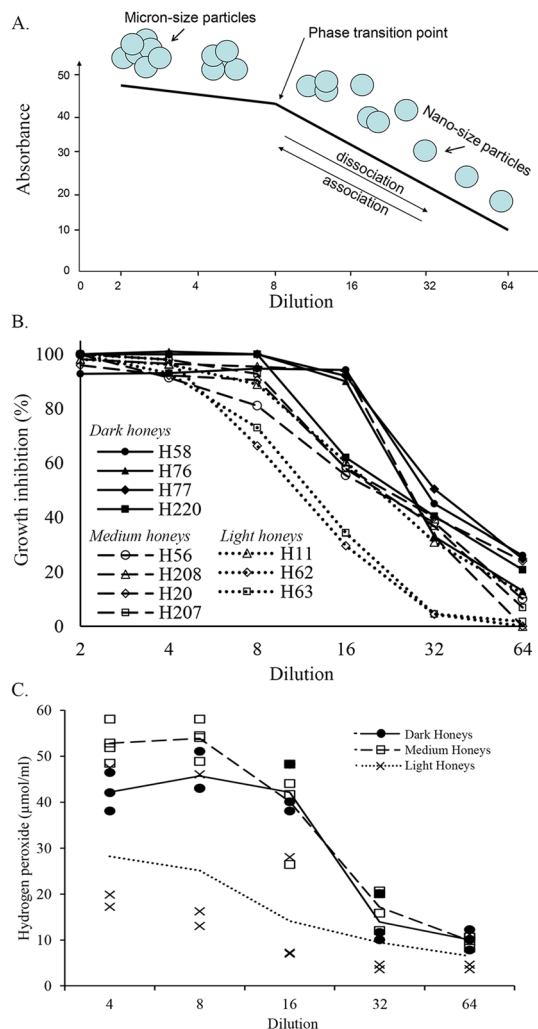 A.
Micron-size particles
Phase transition point
Nano-size particles
dissociation
association
Absorbance
50
40
30
20
10
0
0 2 4 8 16 32 64
Dilution
B.
Growth inhibition (%)
100
80
60
40
20
0
Dark honeys
H58
H76
H77
H220
Medium honeys
H56
H208
H20
H207
Light honeys
H11
H62
H63
2 4 8 16 32 64
Dilution
C.
Hydrogen peroxide (µmol/ml)
60
50
40
30
20
10
0
Dark Honeys
Medium Honeys
Light Honeys
4 8 16 32 64
Dilution